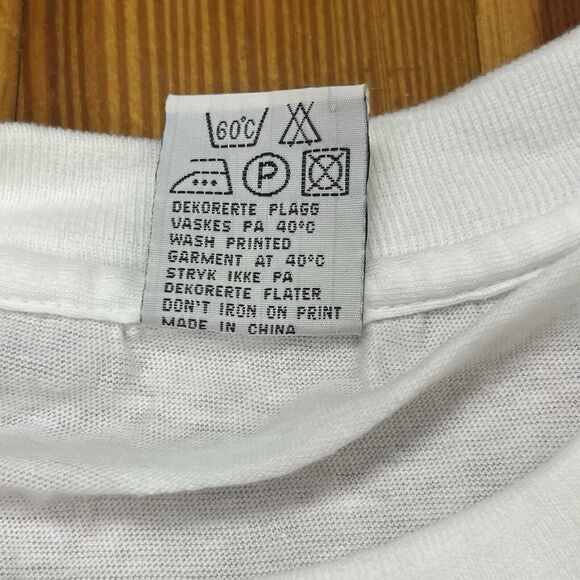 60°C
P
DEKORERTE PLAGG
VASKES PA 40°C
WASH PRINTED
GARMENT AT 40°C
STRYK IKKE PA
DEKORERTE FLATER
DON'T IRON ON PRINT
MADE IN CHINA